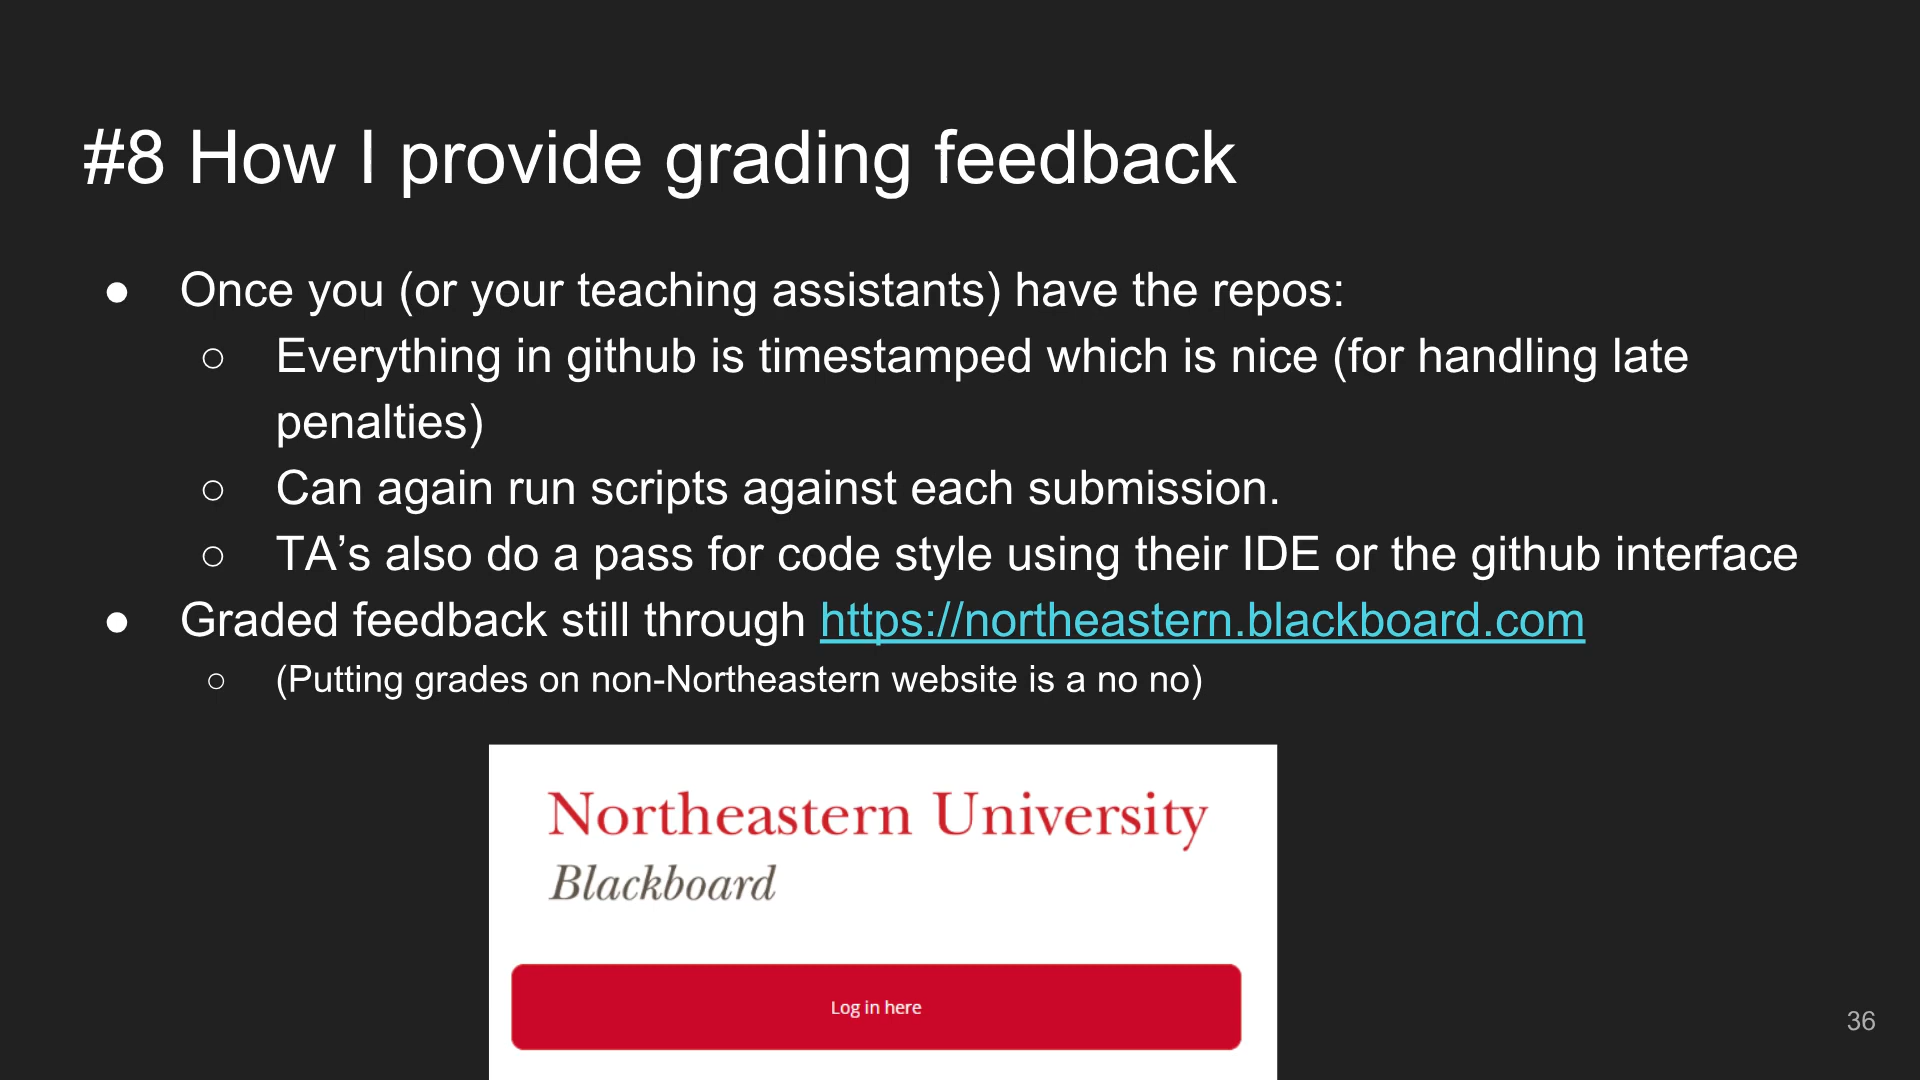 #8 How I provide grading feedback
● Once you (or your teaching assistants) have the repos:
○ Everything in github is timestamped which is nice (for handling late
penalties)
○ Can again run scripts against each submission.
○ TA’s also do a pass for code style using their IDE or the github interface
● Graded feedback still through https://northeastern.blackboard.com
○ (Putting grades on non-Northeastern website is a no no)
Northeastern University
Blackboard
Log in here
36